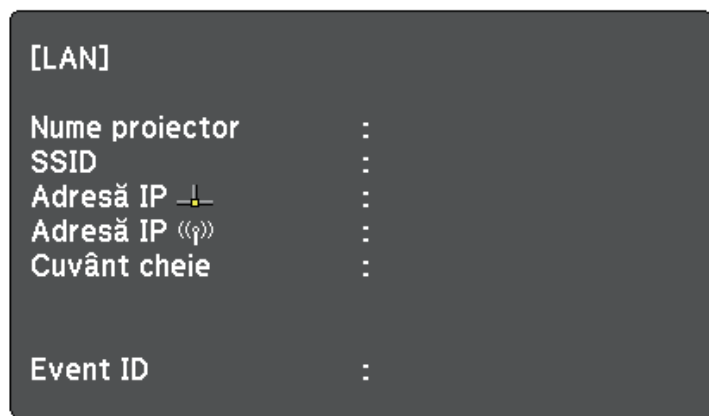 [LAN]
Nume proiector :
SSID :
Adresă IP :
Adresă IP :
Cuvânt cheie :
Event ID :